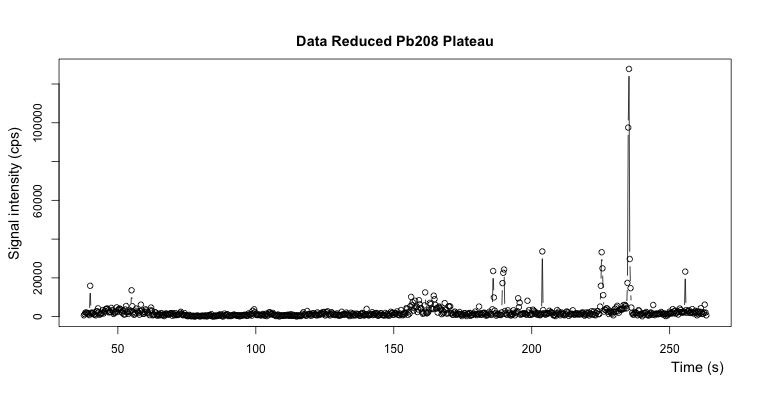 Data Reduced Pb208 Plateau
Signal intensity (cps)
100000
60000
20000
0
50 100 150 200 250
Time (s)